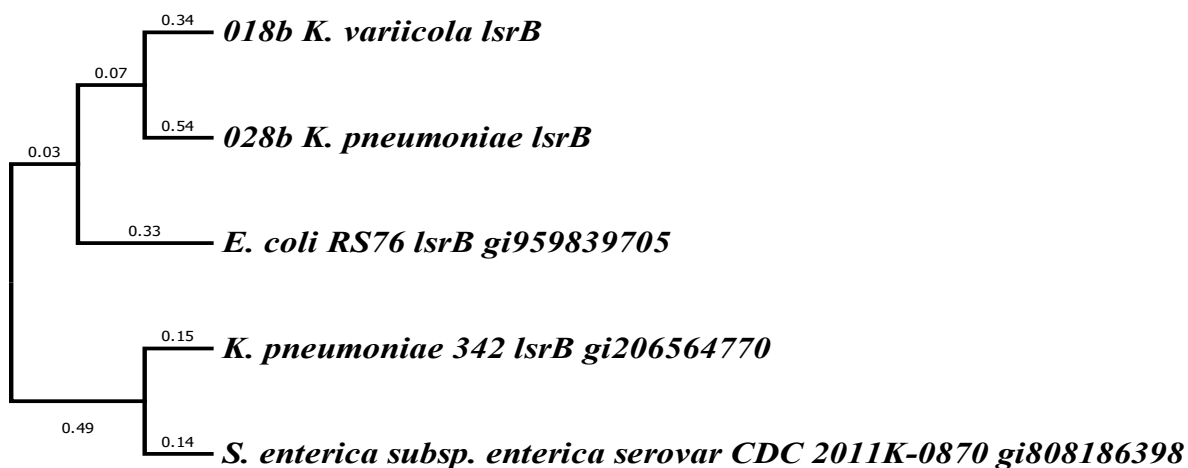 0.34
018b K. variicola lsrB
0.07
0.54
028b K. pneumoniae lsrB
0.03
0.33
E. coli RS76 lsrB gi959839705
0.15
K. pneumoniae 342 lsrB gi206564770
0.49
0.14
S. enterica subsp. enterica serovar CDC 2011K-0870 gi808186398